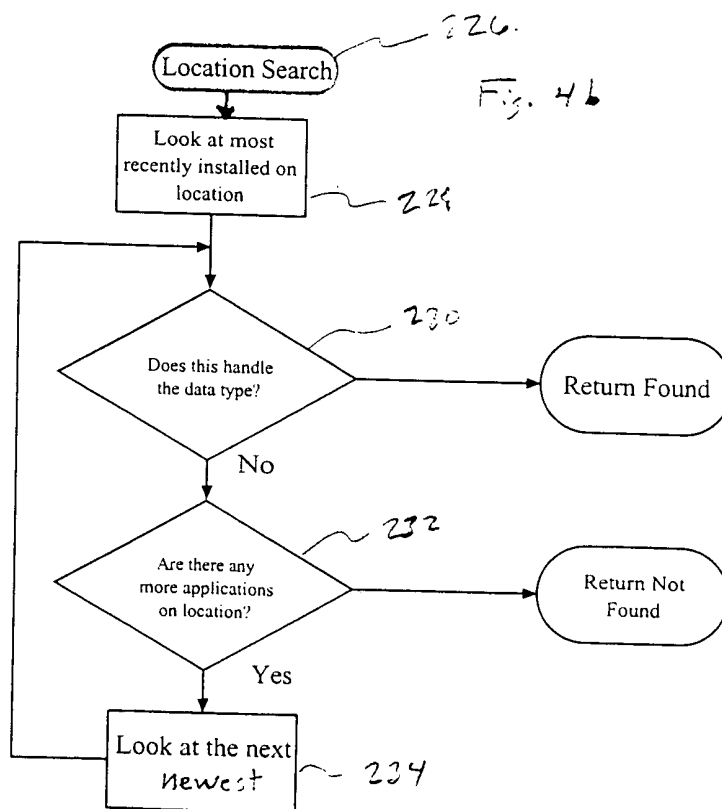 226.
Location Search
Fig. 4b
Look at most
recently installed on
location
228
230
Does this handle
the data type?
Return Found
No
232
Are there any
more applications
on location?
Return Not
Found
Yes
Look at the next
newest
234